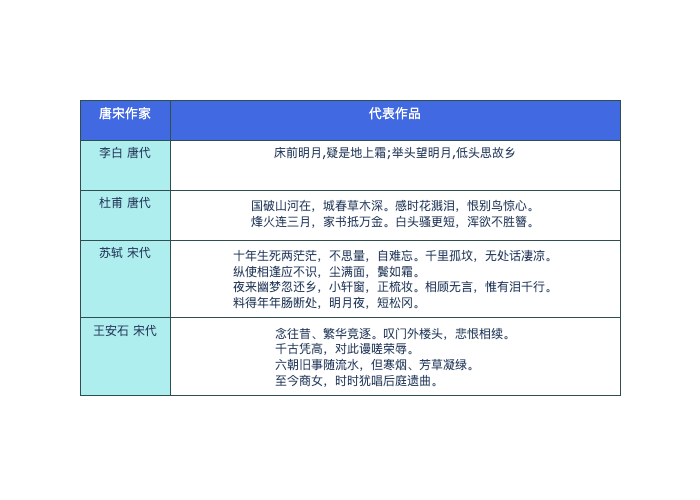 唐宋作家 代表作品
李白 唐代 床前明月,疑是地上霜;举头望明月,低头思故乡
杜甫 唐代 国破山河在，城春草木深。感时花溅泪，恨别鸟惊心。
烽火连三月，家书抵万金。白头骚更短，浑欲不胜簪。
苏轼 宋代 十年生死两茫茫，不思量，自难忘。千里孤坟，无处话凄凉。
纵使相逢应不识，尘满面，鬓如霜。
夜来幽梦忽还乡，小轩窗，正梳妆。相顾无言，惟有泪千行。
料得年年肠断处，明月夜，短松冈。
王安石 宋代 念往昔、繁华竞逐。叹门外楼头，悲恨相续。
千古凭高，对此谩嗟荣辱。
六朝旧事随流水，但寒烟、芳草凝绿。
至今商女，时时犹唱后庭遗曲。